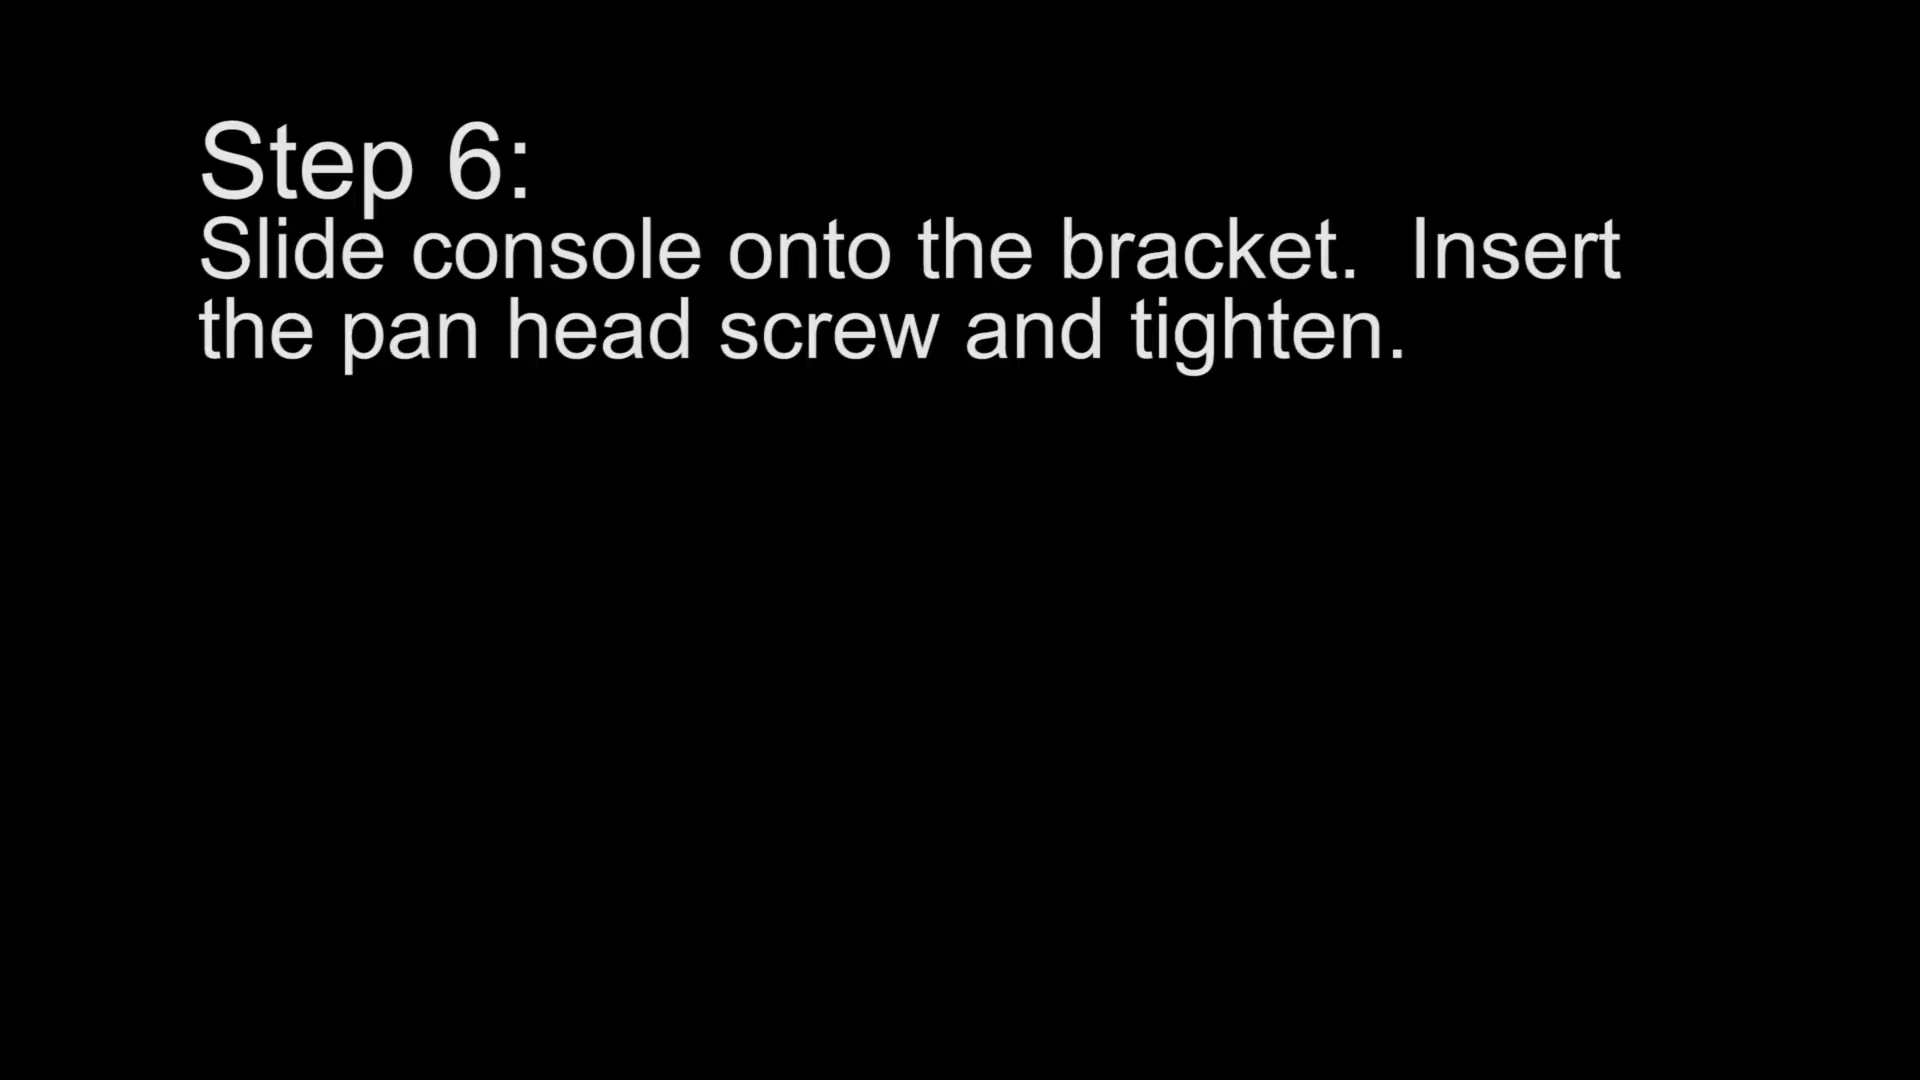 Step 6:
Slide console onto the bracket.  Insert
the pan head screw and tighten.